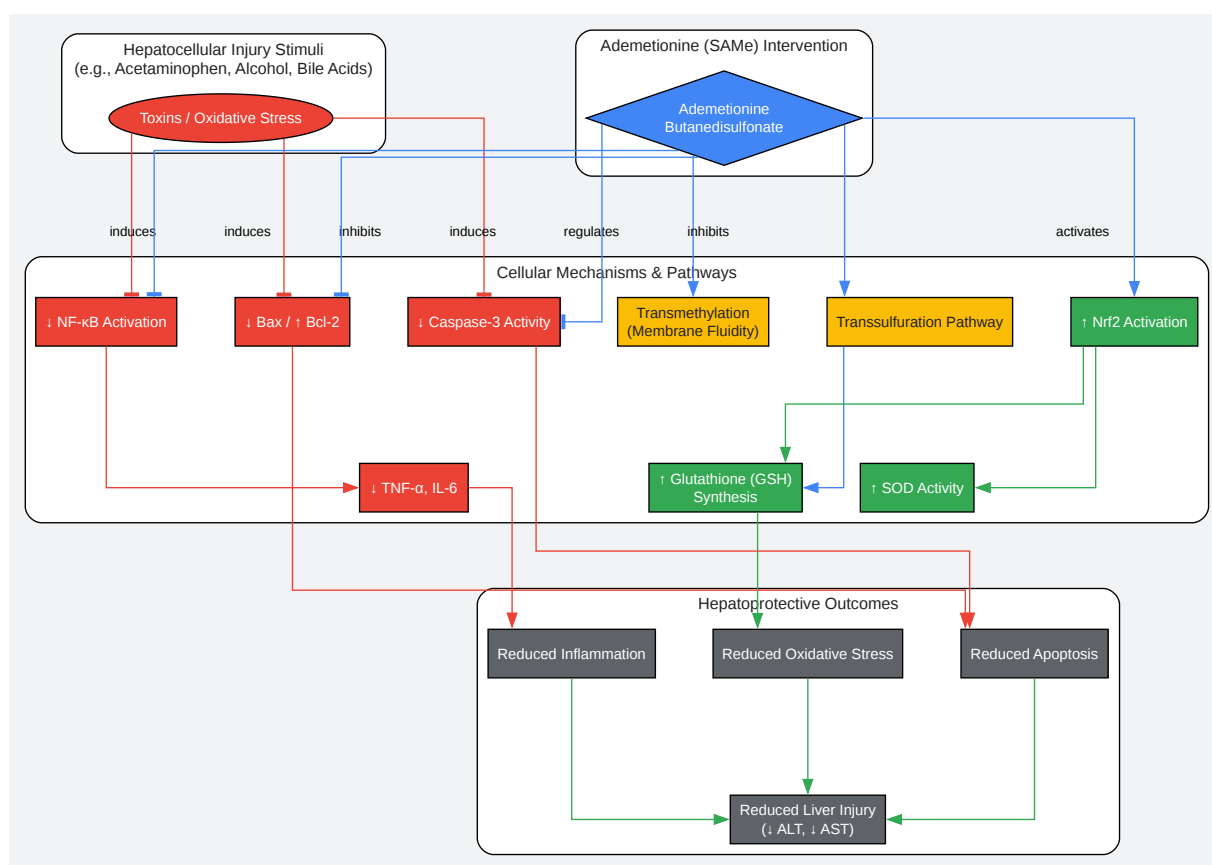 Hepatocellular Injury Stimuli
(e.g., Acetaminophen, Alcohol, Bile Acids)
Toxins / Oxidative Stress
Ademetionine (SAMe) Intervention
Ademetionine
Butanedisulfonate
induces
induces
inhibits
induces
regulates
inhibits
activates
Cellular Mechanisms & Pathways
↓ NF-κB Activation
↓ Bax / ↑ Bcl-2
↓ Caspase-3 Activity
Transmethylation
(Membrane Fluidity)
Transsulfuration Pathway
↑ Nrf2 Activation
↓ TNF-α, IL-6
↑ Glutathione (GSH)
Synthesis
↑ SOD Activity
Hepatoprotective Outcomes
Reduced Inflammation
Reduced Oxidative Stress
Reduced Apoptosis
Reduced Liver Injury
(↓ ALT, ↓ AST)